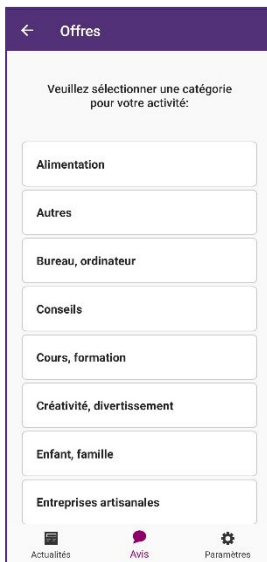 Offres
Veuillez sélectionner une catégorie
pour votre activité:
Alimentation
Autres
Bureau, ordinateur
Conseils
Cours, formation
Créativité, divertissement
Enfant, famille
Entreprises artisanales
Actualités
Avis
Paramètres